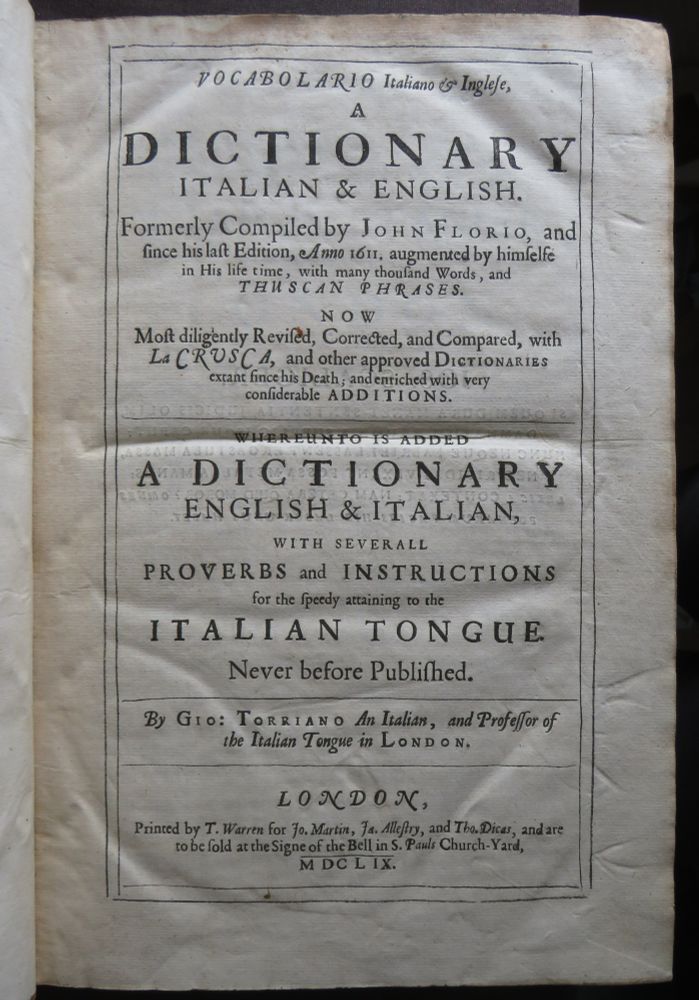 VOCABOLARIO Italiano & Ingleſe,
A
DICTIONARY
ITALIAN & ENGLISH.
Formerly Compiled by JOHN FLORIO, and
ſince his laſt Edition, Anno 1611. augmented by himſelfe
in His life time, with many thouſand Words, and
THUSCAN PHRASES.
NOW
Moſt diligently Reviſed, Corrected, and Compared, with
La CRUSCA, and other approved DICTIONARIES
extant ſince his Death; and enriched with very
conſiderable ADDITIONS.
WHEREUNTO IS ADDED
A DICTIONARY
ENGLISH & ITALIAN,
WITH SEVERALL
PROVERBS and INSTRUCTIONS
for the ſpeedy attaining to the
ITALIAN TONGUE.
Never before Publiſhed.
By GIO: TORRIANO An Italian, and Profeſſor of
the Italian Tongue in LONDON.
LONDON,
Printed by T. Warren for Jo. Martin, Ja. Alleſtry, and Tho. Dicas, and are
to be ſold at the Signe of the Bell in S. Pauls Church-Yard,
MDCLIX.